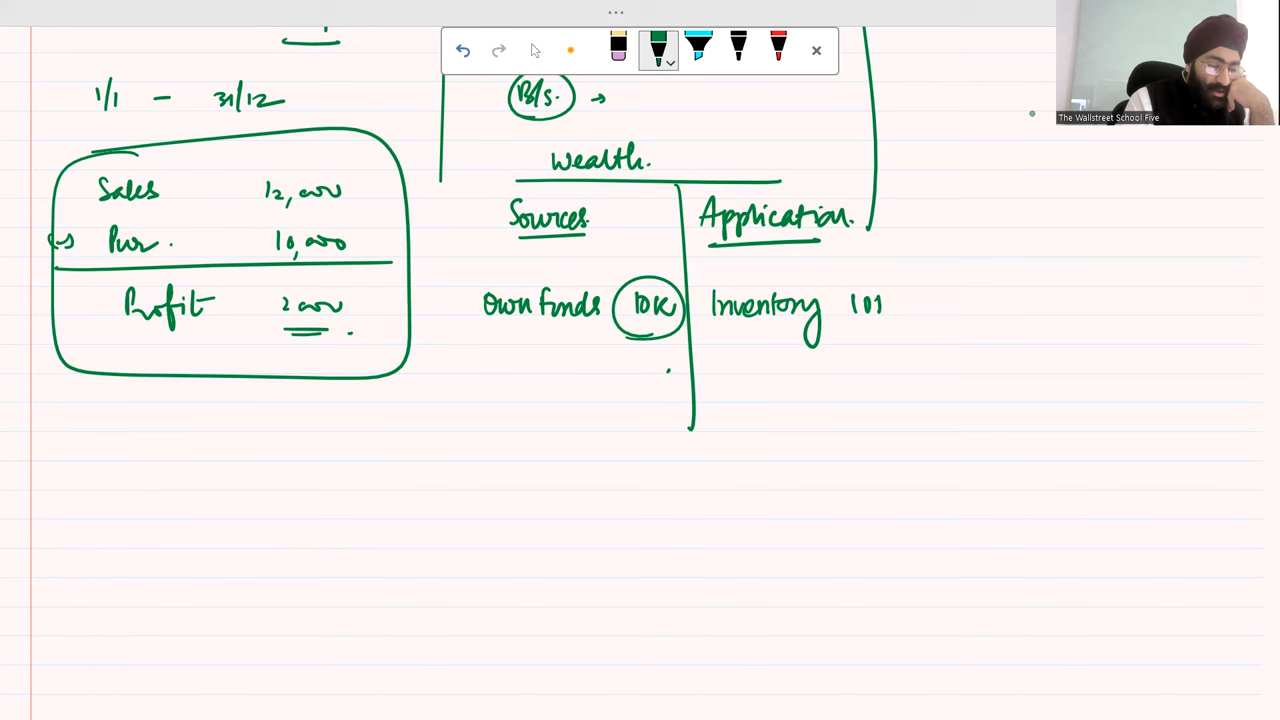 1/1 - 31/12
Sales 12,000
(-) Pur. 10,000
Profit 2000
B/s. →
Wealth.
Sources. Application.
Own funds 10K Inventory 101
The Wallstreet School Five